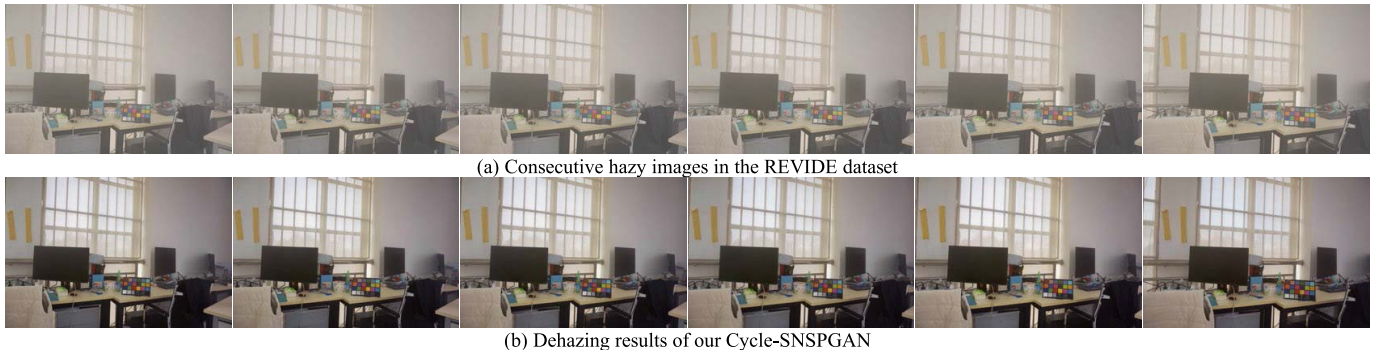 (a) Consecutive hazy images in the REVIDE dataset
(b) Dehazing results of our Cycle-SNSPGAN